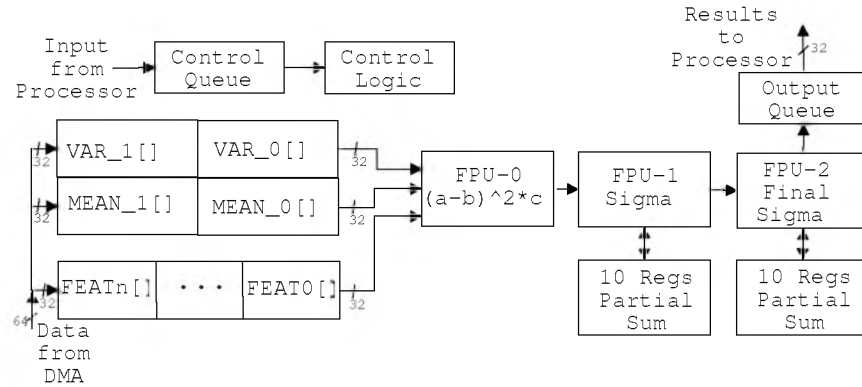 Input
from
Processor
Control
Queue
Control
Logic
Results
to
Processor
32
Output
Queue
32
VAR_1[]
VAR_0[]
32
32
MEAN_1[]
MEAN_0[]
32
32
FEATn[]
...
FEAT0[]
32
64
Data
from
DMA
FPU-0
(a-b)^2*c
FPU-1
Sigma
FPU-2
Final
Sigma
10 Regs
Partial
Sum
10 Regs
Partial
Sum